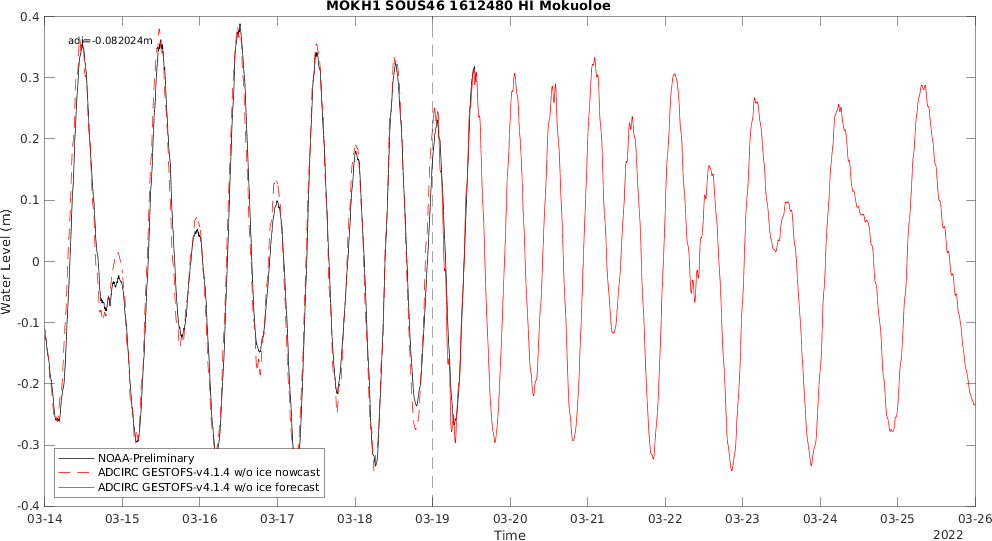 MOKH1 SOUS46 1612480 HI Mokuoloe
adj=-0.082024m
Water Level (m)
0.4
0.3
0.2
0.1
0
-0.1
-0.2
-0.3
-0.4
NOAA-Preliminary
ADCIRC GESTOFS-v4.1.4 w/o ice nowcast
ADCIRC GESTOFS-v4.1.4 w/o ice forecast
03-14 03-15 03-16 03-17 03-18 03-19 03-20 03-21 03-22 03-23 03-24 03-25 03-26
Time
2022